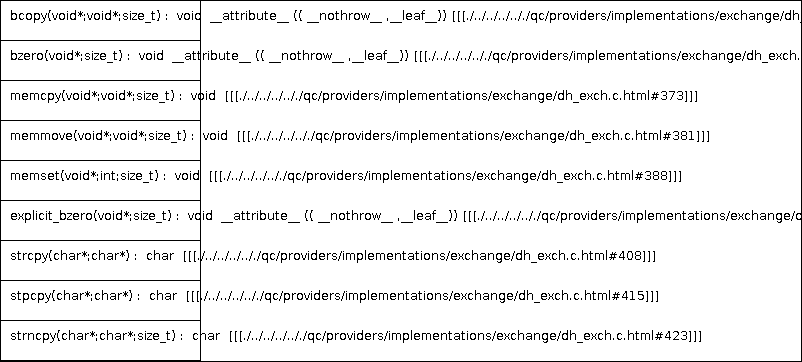 bcopy(void*;void*;size_t) : void __attribute__ (( __nothrow__ ,__leaf__)) [[[./../../../.././qc/providers/implementations/exchange/dh_
bzero(void*;size_t) : void __attribute__ (( __nothrow__ ,__leaf__)) [[[./../../../.././qc/providers/implementations/exchange/dh_exch.
memcpy(void*;void*;size_t) : void [[[./../../../.././qc/providers/implementations/exchange/dh_exch.c.html#373]]]
memmove(void*;void*;size_t) : void [[[./../../../.././qc/providers/implementations/exchange/dh_exch.c.html#381]]]
memset(void*;int;size_t) : void [[[./../../../.././qc/providers/implementations/exchange/dh_exch.c.html#388]]]
explicit_bzero(void*;size_t) : void __attribute__ (( __nothrow__ ,__leaf__)) [[[./../../../.././qc/providers/implementations/exchange/d
strcpy(char*;char*) : char [[[./../../../.././qc/providers/implementations/exchange/dh_exch.c.html#408]]]
stpcpy(char*;char*) : char [[[./../../../.././qc/providers/implementations/exchange/dh_exch.c.html#415]]]
strncpy(char*;char*;size_t) : char [[[./../../../.././qc/providers/implementations/exchange/dh_exch.c.html#423]]]